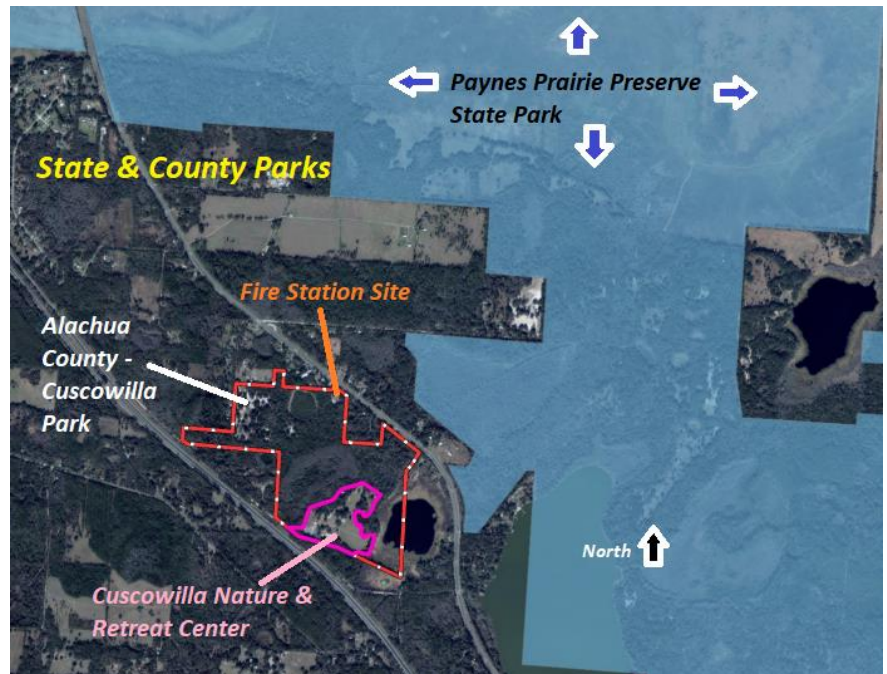 Paynes Prairie Preserve
State Park
State & County Parks
Fire Station Site
Alachua
County -
Cuscowilla
Park
North
Cuscowilla Nature &
Retreat Center